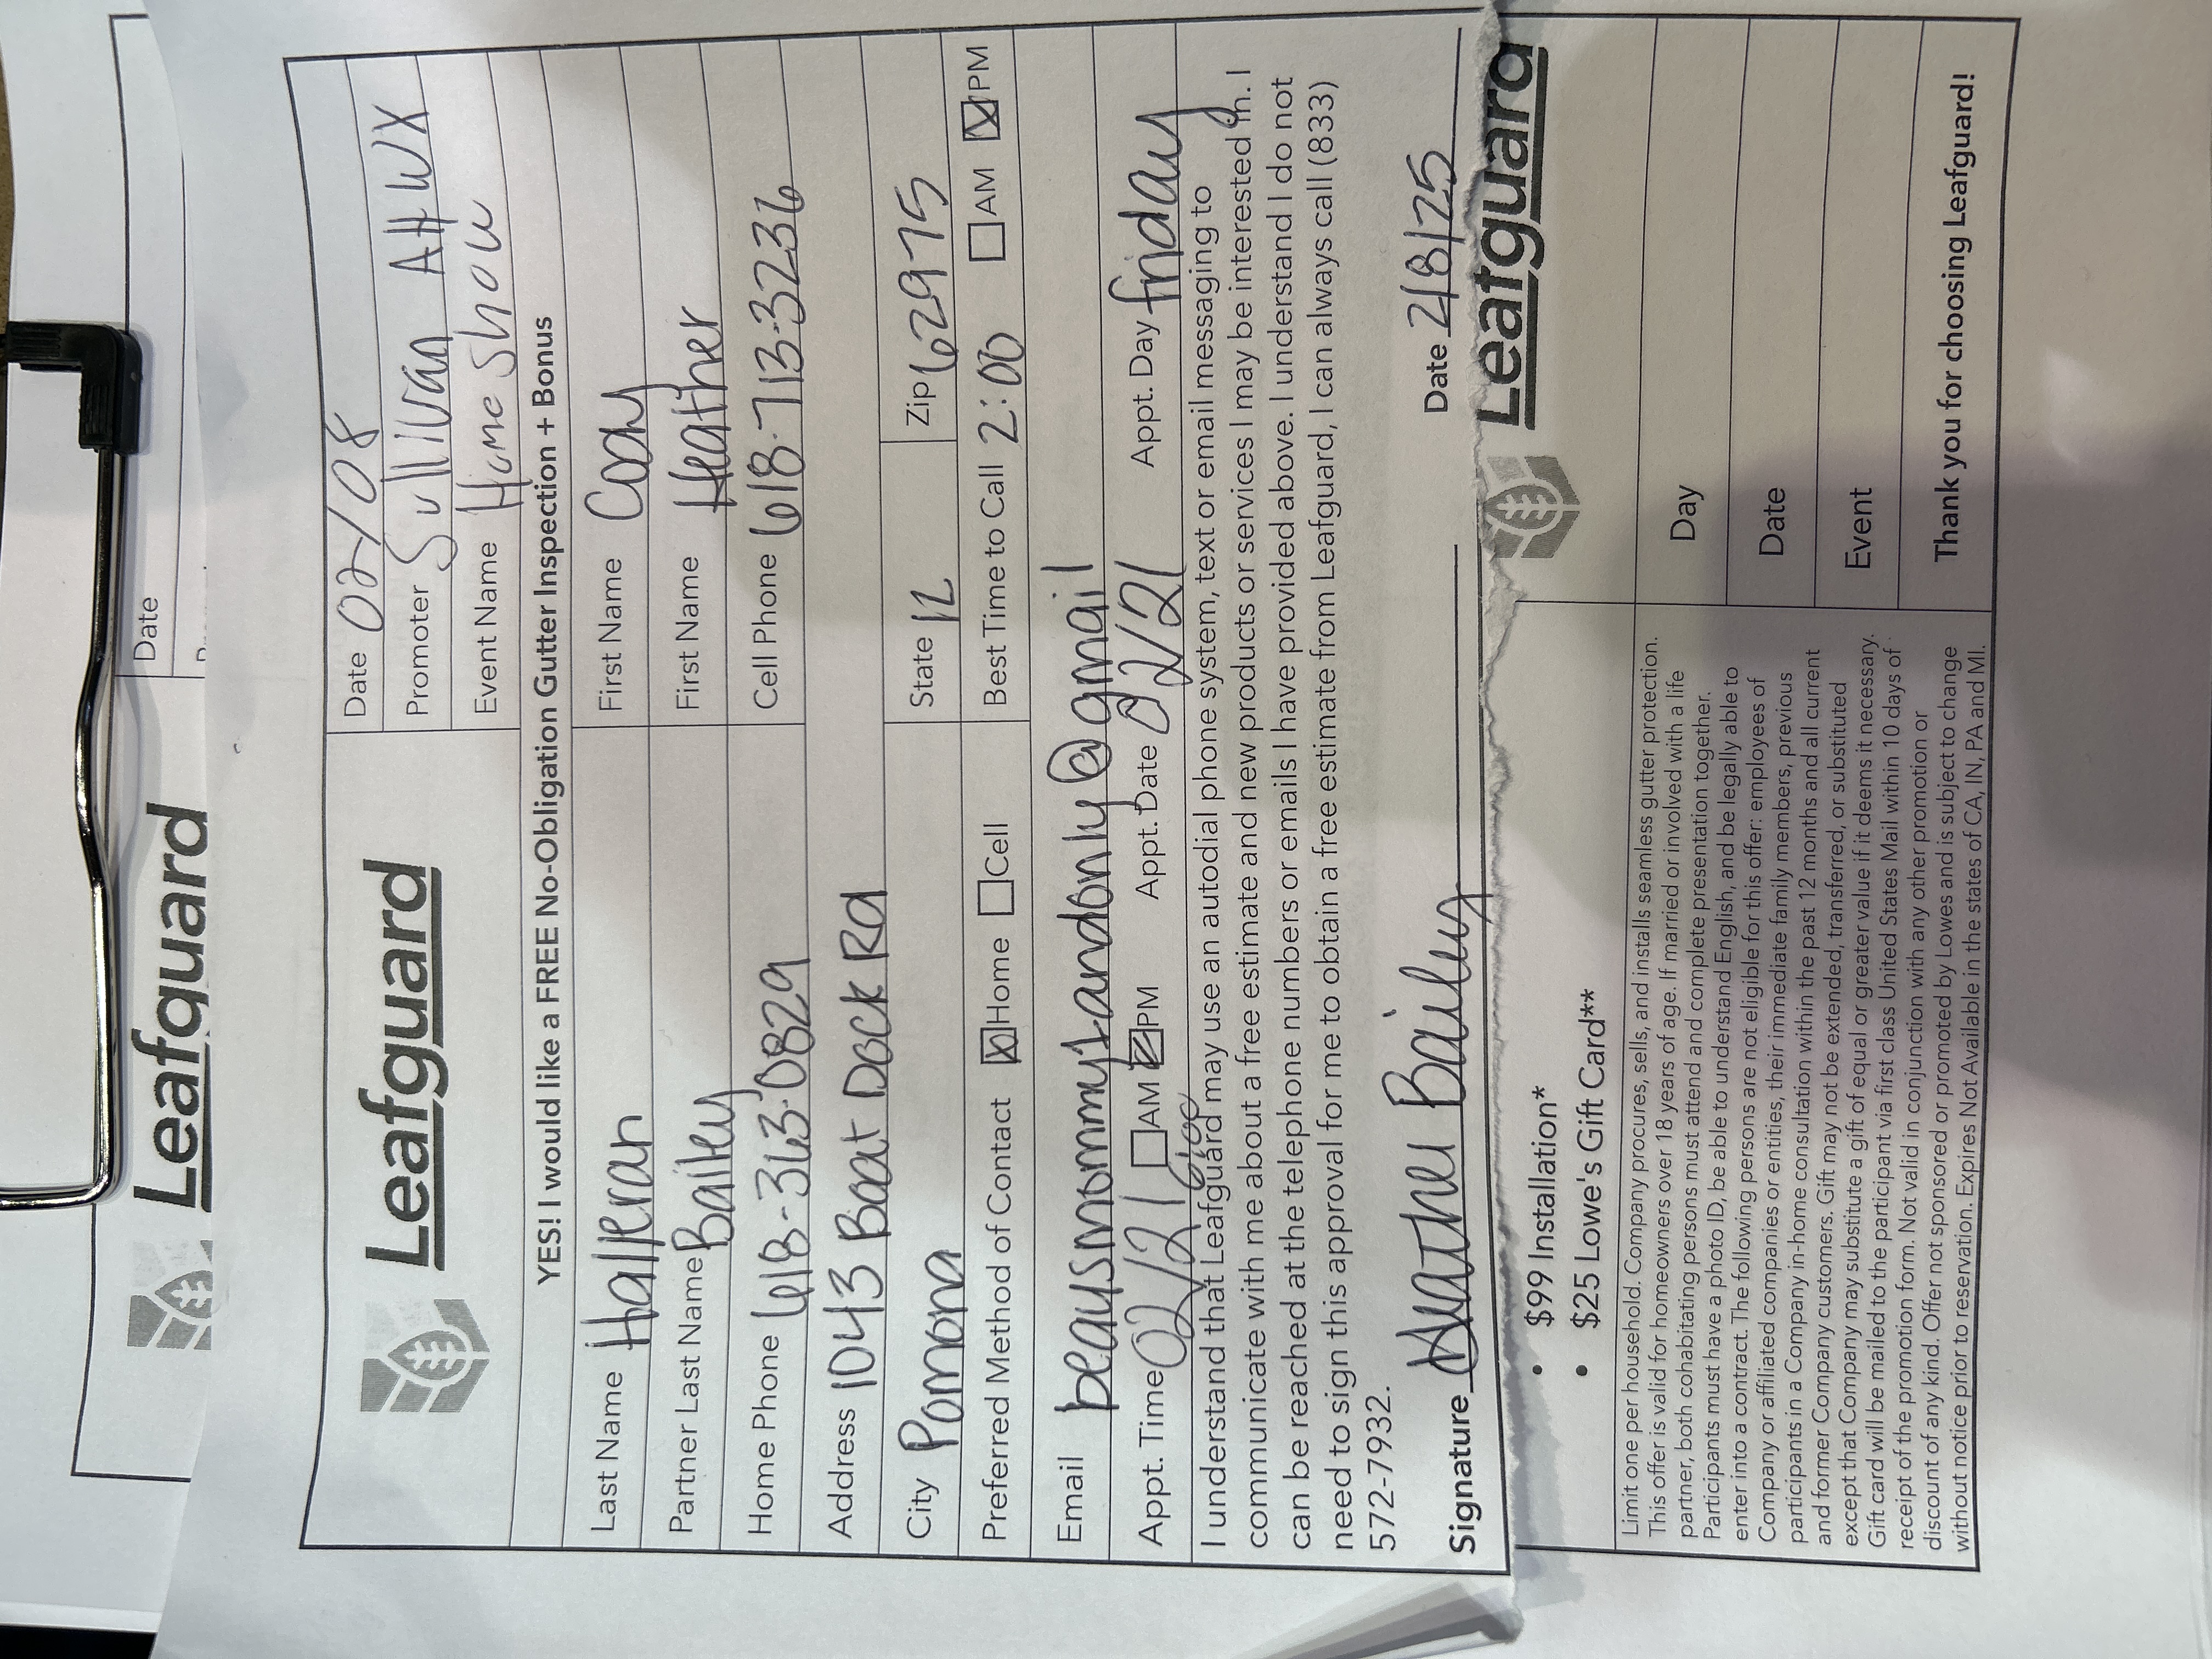 Leafguard
Date
Leafguard
Date 02/08
Promoter Sullivan AHWX
Event Name Home Show
YES! I would like a FREE No-Obligation Gutter Inspection + Bonus
Last Name Halleran
First Name Cody
Partner Last Name Bailey
First Name Heather
Home Phone 618-363-0829
Cell Phone 618-713-3236
Address 1043 Boat Dock Rd
City Pomona
State IL
Zip 62975
Preferred Method of Contact ☒ Home ☐ Cell
Best Time to Call 2:00 ☐ AM ☒ PM
Email beausmommy1andonly@gmail
Appt. Time 02/21 6:00 ☐ AM ☒ PM Appt. Date 02/21 Appt. Day friday
I understand that Leafguard may use an autodial phone system, text or email messaging to
communicate with me about a free estimate and new products or services I may be interested in. I
can be reached at the telephone numbers or emails I have provided above. I understand I do not
need to sign this approval for me to obtain a free estimate from Leafguard, I can always call (833)
572-7932.
Signature Heather Bailey Date 2/8/25
Leafguard
• $99 Installation*
• $25 Lowe's Gift Card**
Limit one per household. Company procures, sells, and installs seamless gutter protection.
This offer is valid for homeowners over 18 years of age. If married or involved with a life
partner, both cohabitating persons must attend and complete presentation together.
Participants must have a photo ID, be able to understand English, and be legally able to
enter into a contract. The following persons are not eligible for this offer: employees of
Company or affiliated companies or entities, their immediate family members, previous
participants in a Company in-home consultation within the past 12 months and all current
and former Company customers. Gift may not be extended, transferred, or substituted
except that Company may substitute a gift of equal or greater value if it deems it necessary.
Gift card will be mailed to the participant via first class United States Mail within 10 days of
receipt of the promotion form. Not valid in conjunction with any other promotion or
discount of any kind. Offer not sponsored or promoted by Lowes and is subject to change
without notice prior to reservation. Expires Not Available in the states of CA, IN, PA and MI.
Day
Date
Event
Thank you for choosing Leafguard!